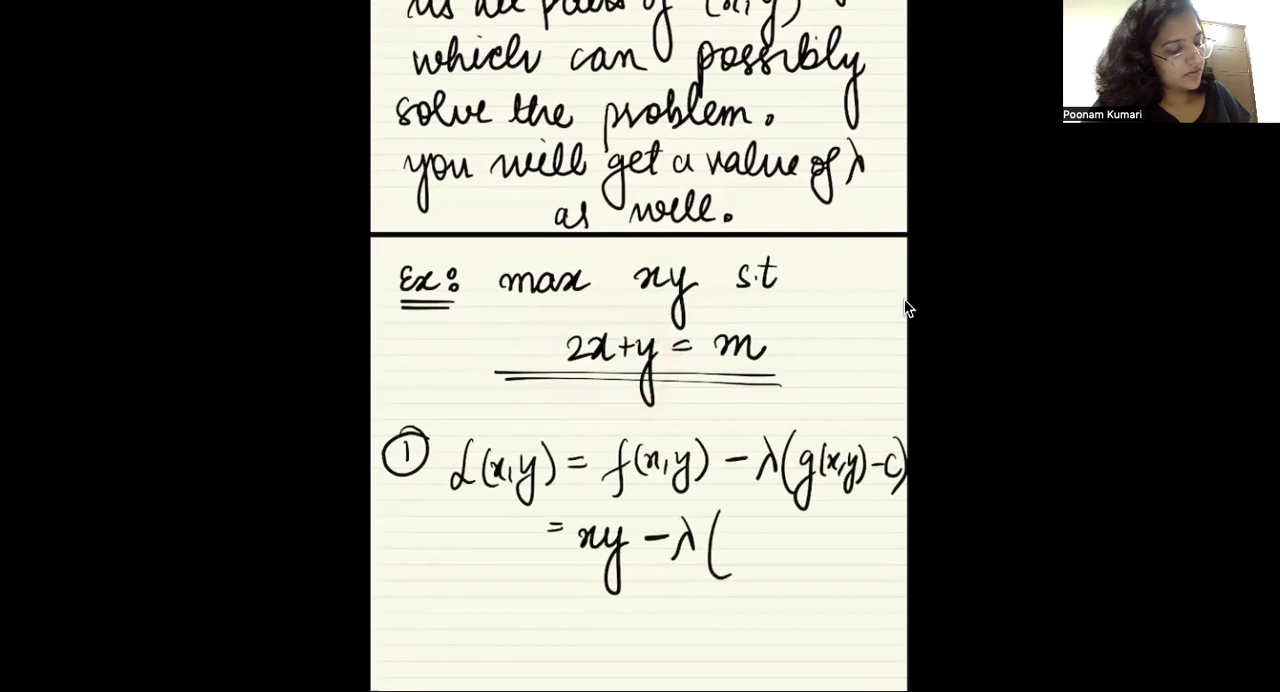 of (x,y)
which can possibly
solve the problem.
you will get a value of λ
as well.
Ex: max xy s.t
2x+y = m
① L(x,y) = f(x,y) - λ(g(x,y)-c)
= xy - λ(
Poonam Kumari